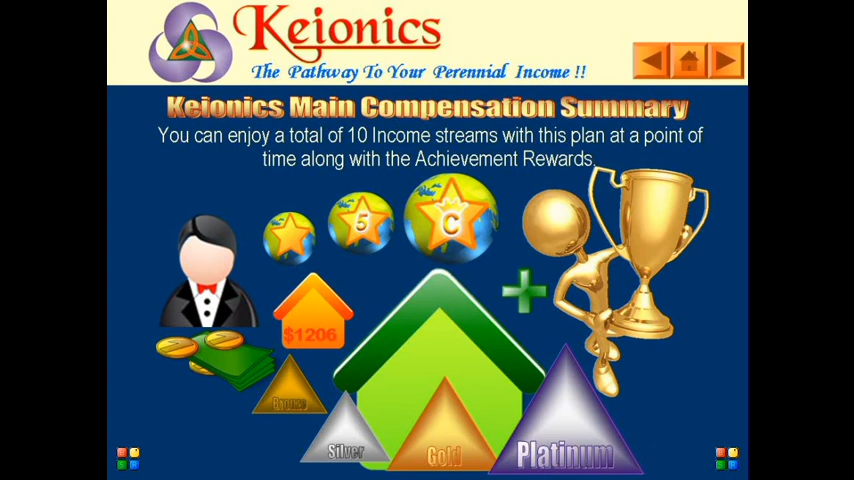 Keionics
The Pathway To Your Perennial Income !!
Keionics Main Compensation Summary
You can enjoy a total of 10 Income streams with this plan at a point of
time along with the Achievement Rewards.
5
C
$1206
Bronze
Silver
Gold
Platinum